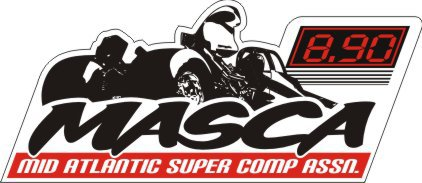 8.90
MASCA
MID ATLANTIC SUPER COMP ASSN.